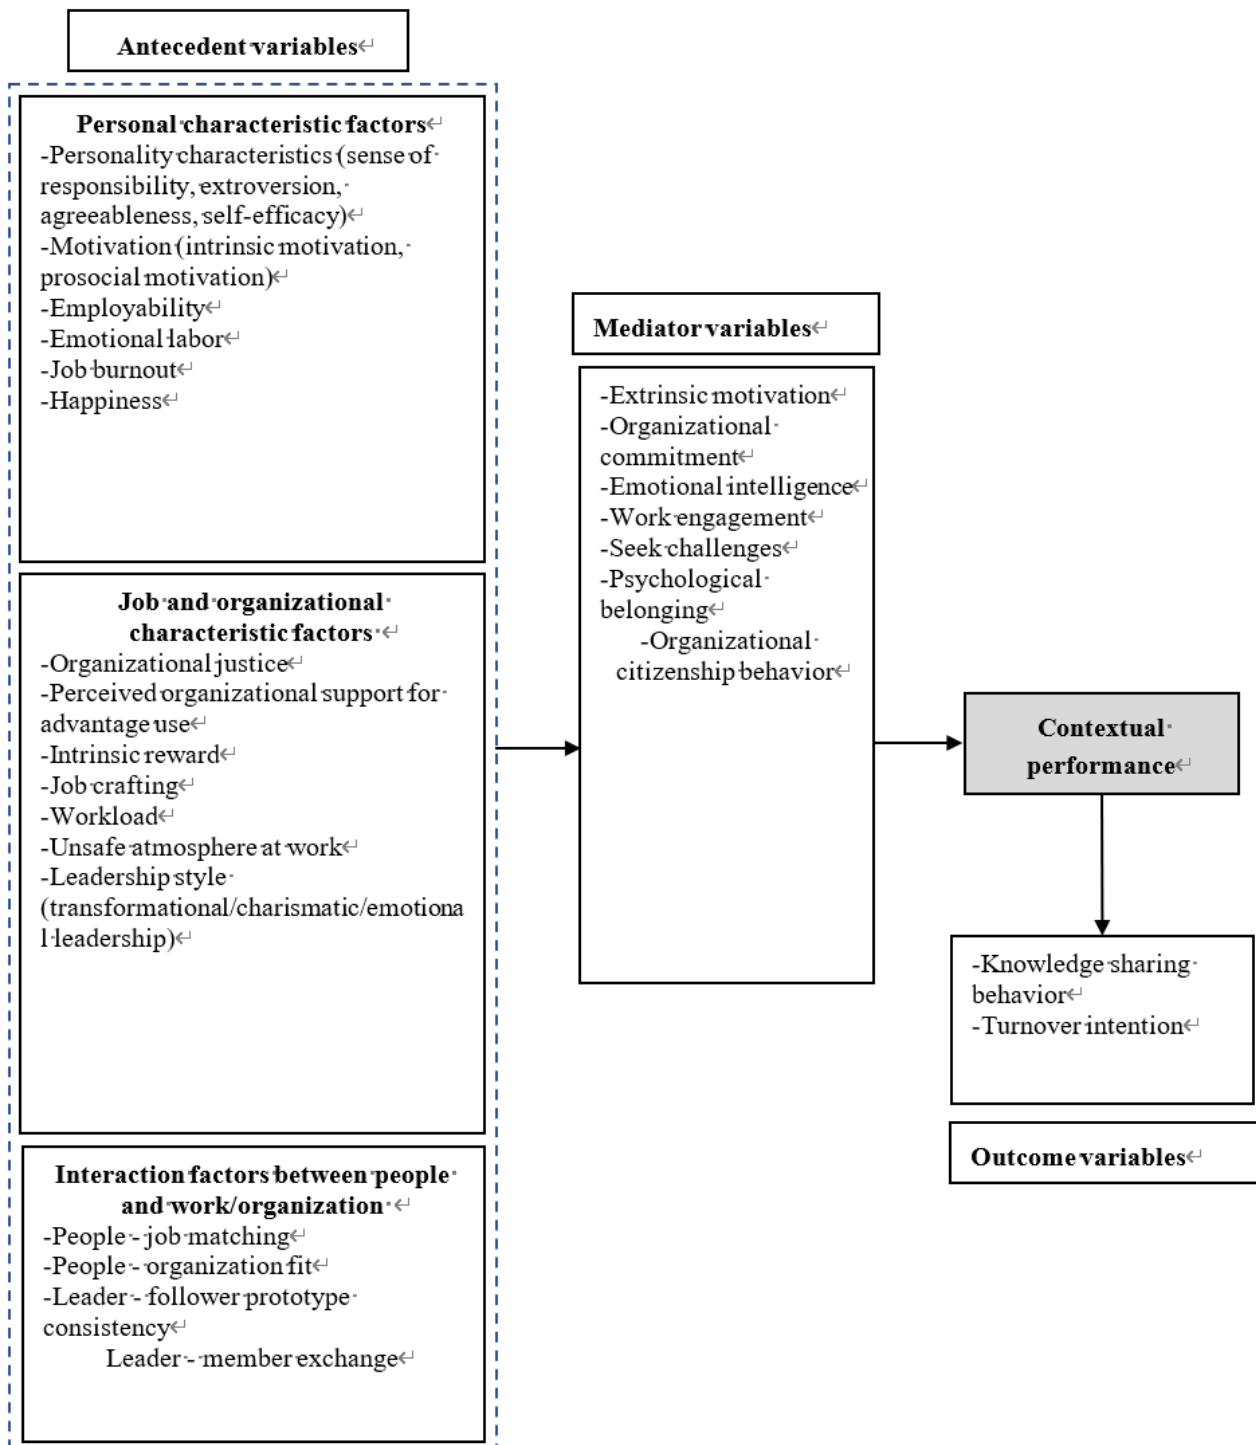 Antecedent variables
Personal characteristic factors
-Personality characteristics (sense of
responsibility, extroversion,
agreeableness, self-efficacy)
-Motivation (intrinsic motivation,
prosocial motivation)
-Employability
-Emotional labor
-Job burnout
-Happiness
Job and organizational
characteristic factors
-Organizational justice
-Perceived organizational support for
advantage use
-Intrinsic reward
-Job crafting
-Workload
-Unsafe atmosphere at work
-Leadership style
(transformational/charismatic/emotiona
l leadership)
Interaction factors between people
and work/organization
-People - job matching
-People - organization fit
-Leader - follower prototype
consistency
Leader - member exchange
Mediator variables
-Extrinsic motivation
-Organizational
commitment
-Emotional intelligence
-Work engagement
-Seek challenges
-Psychological
belonging
-Organizational
citizenship behavior
Contextual
performance
-Knowledge sharing
behavior
-Turnover intention
Outcome variables